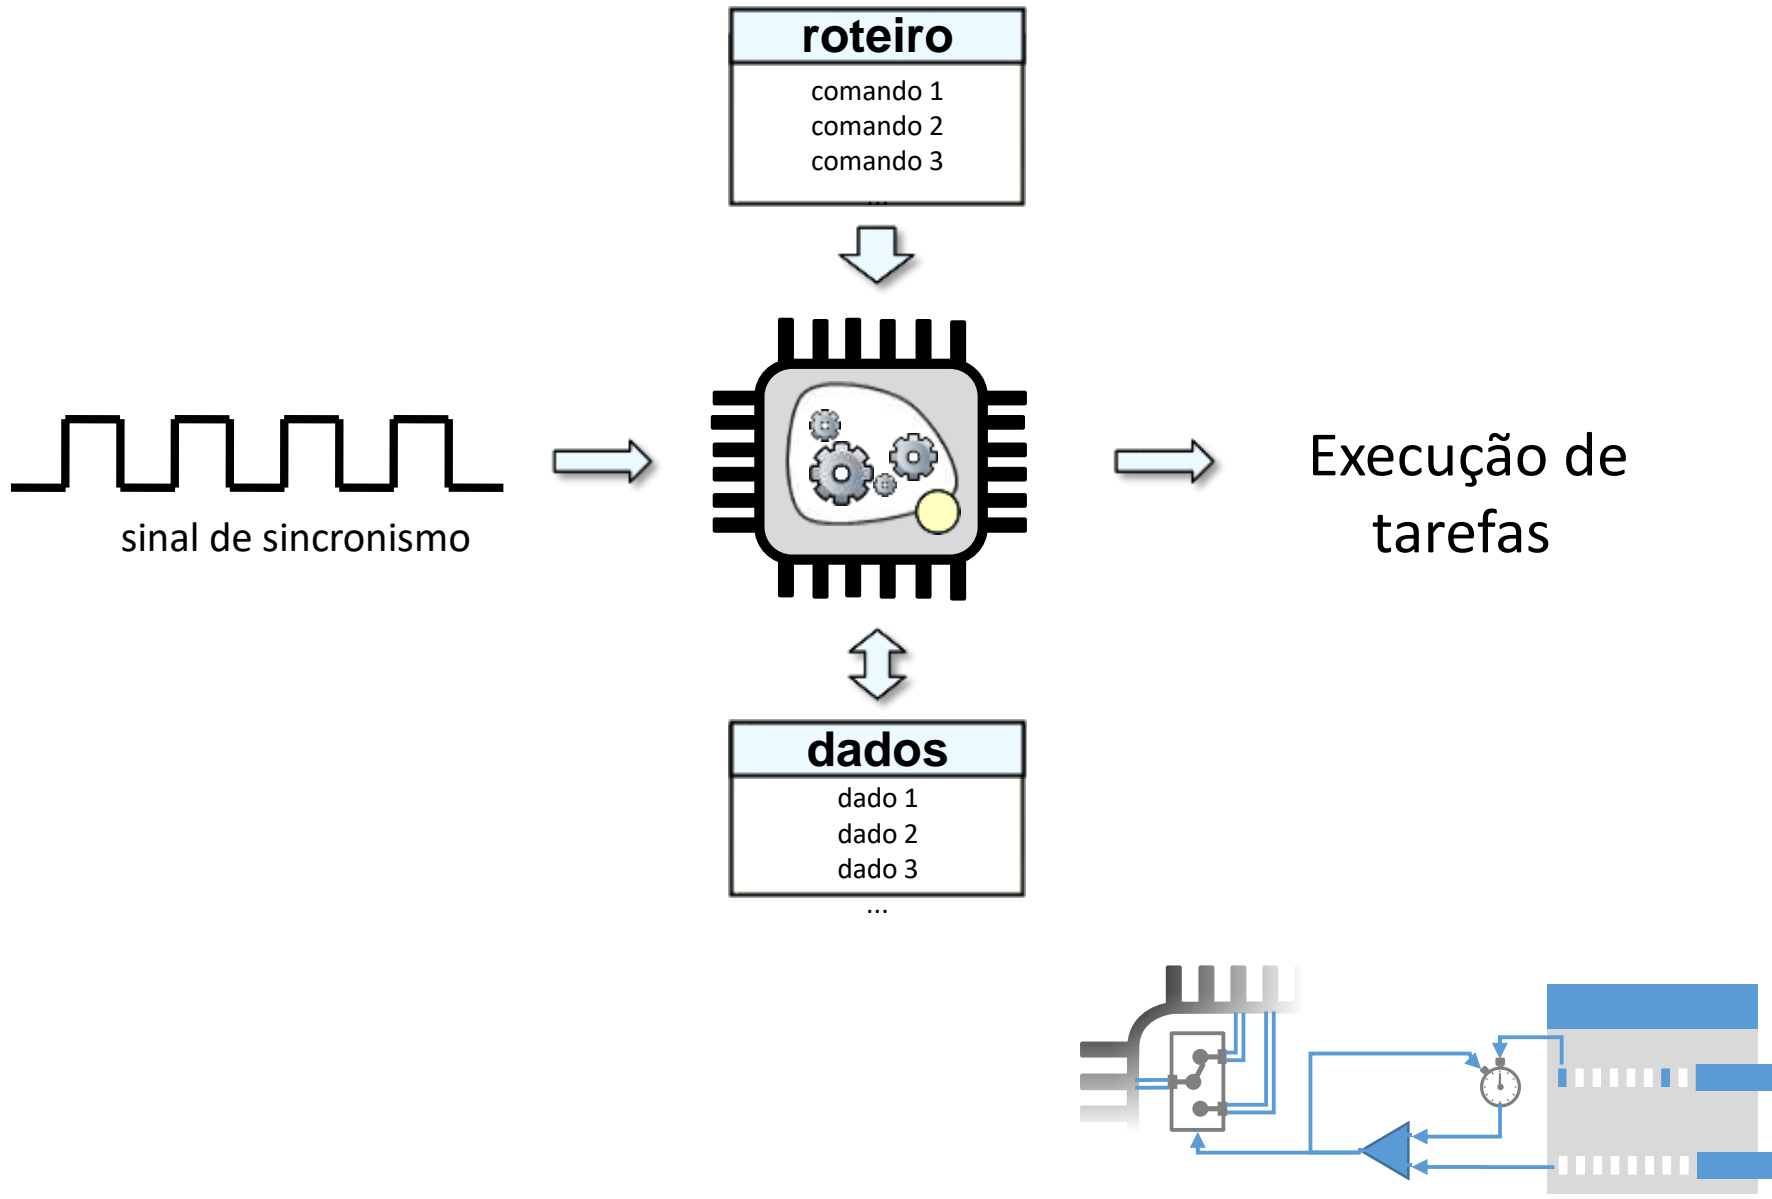 roteiro
comando 1
comando 2
comando 3
...
sinal de sincronismo
Execução de
tarefas
dados
dado 1
dado 2
dado 3
...